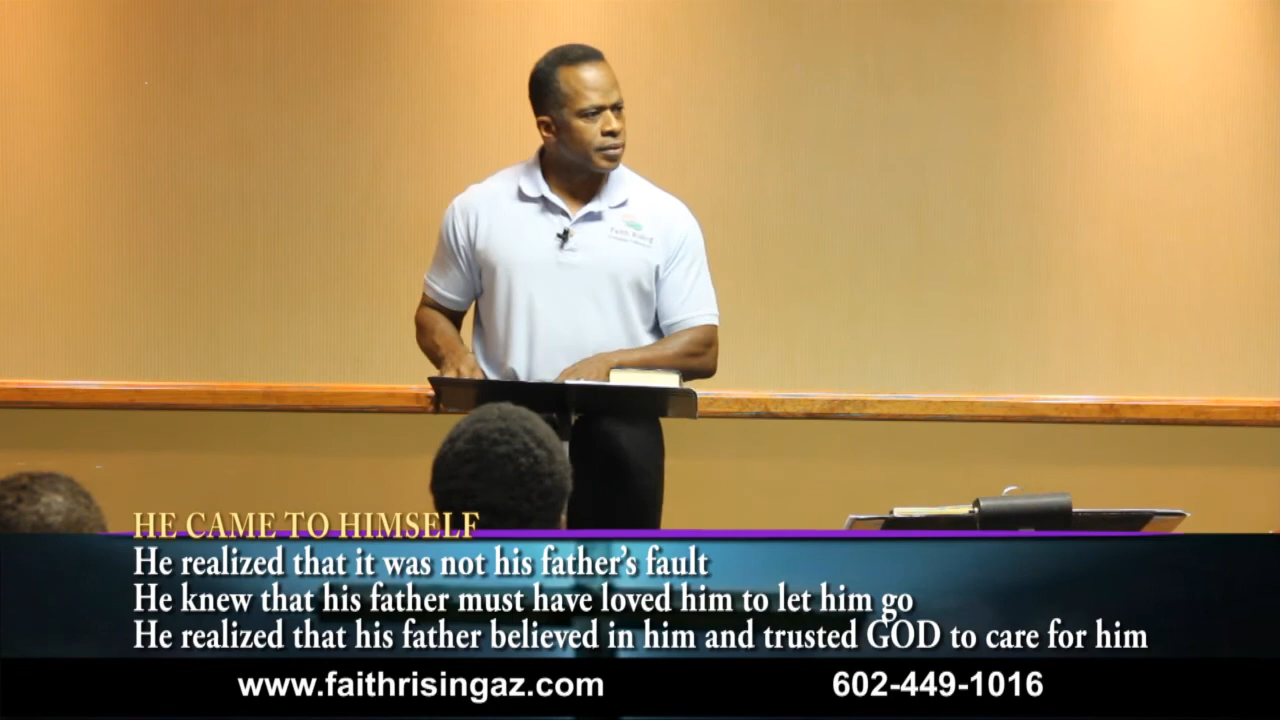 Faith Rising
HE CAME TO HIMSELF
He realized that it was not his father's fault
He knew that his father must have loved him to let him go
He realized that his father believed in him and trusted GOD to care for him
www.faithrisingaz.com
602-449-1016